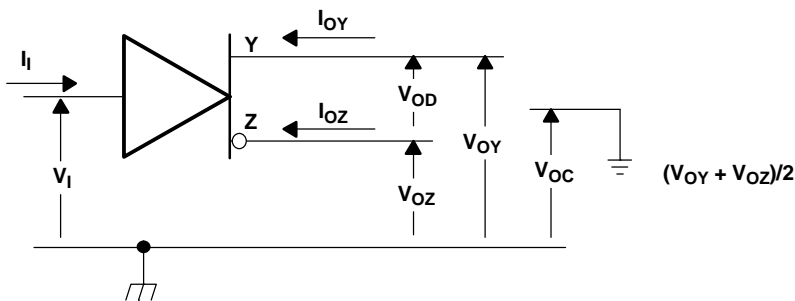 I_OY
I_I
Y
V_OD
I_OZ
Z
V_OY
V_I
V_OZ
V_OC
(V_OY + V_OZ)/2